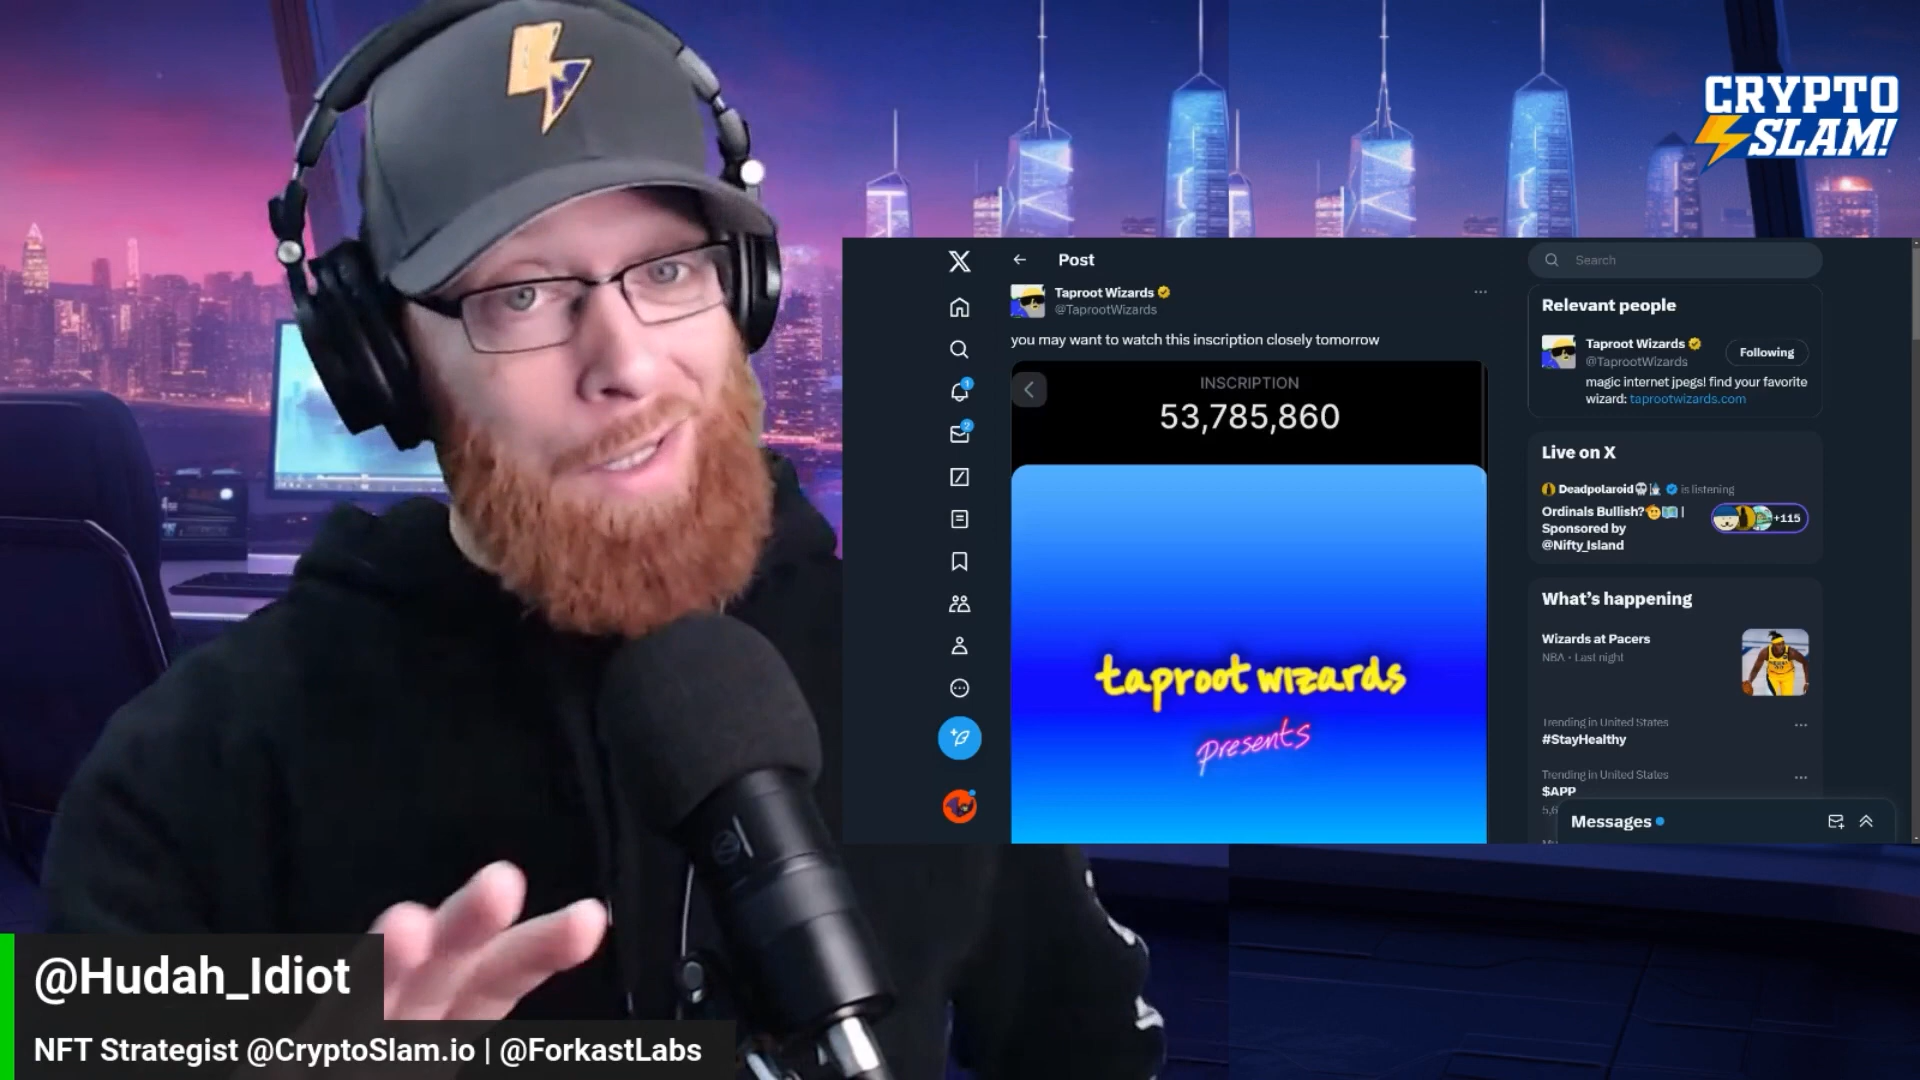 CRYPTO
SLAM!
Post
Search
Taproot Wizards
@TaprootWizards
you may want to watch this inscription closely tomorrow
INSCRIPTION
53,785,860
taproot wizards
presents
Relevant people
Taproot Wizards
@TaprootWizards
Following
magic internet jpegs! find your favorite
wizard: taprootwizards.com
Live on X
Deadpolaroid is listening
Ordinals Bullish? |
Sponsored by
@Nifty_Island
+115
What's happening
Wizards at Pacers
NBA · Last night
Trending in United States
#StayHealthy
Trending in United States
$APP
Messages
1
2
@Hudah_Idiot
NFT Strategist @CryptoSlam.io | @ForkastLabs